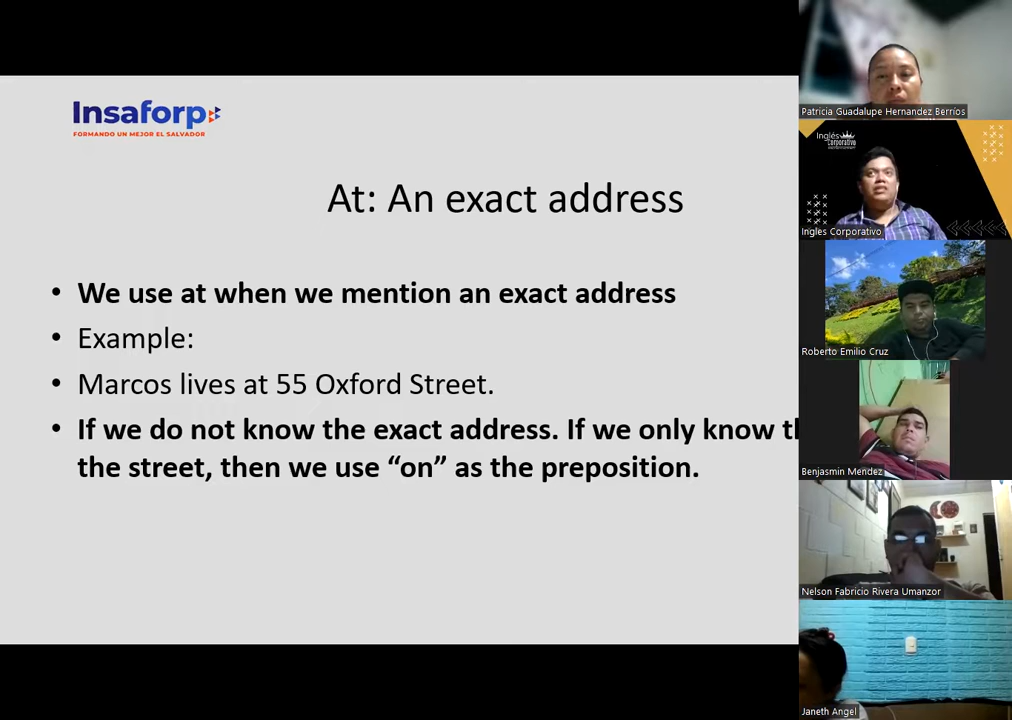 Insaforp
FORMANDO UN MEJOR EL SALVADOR
At: An exact address
• We use at when we mention an exact address
• Example:
• Marcos lives at 55 Oxford Street.
• If we do not know the exact address. If we only know
the street, then we use “on” as the preposition.
Patricia Guadalupe Hernandez Berríos
Inglés
Corporativo
Ingles Corporativo
Roberto Emilio Cruz
Benjasmin Mendez
Nelson Fabricio Rivera Umanzor
Janeth Angel